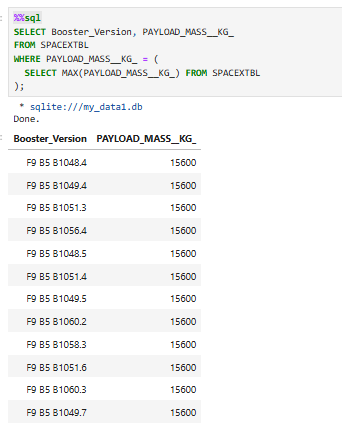 %%sql
SELECT Booster_Version, PAYLOAD_MASS__KG_
FROM SPACEXTBL
WHERE PAYLOAD_MASS__KG_ = (
  SELECT MAX(PAYLOAD_MASS__KG_) FROM SPACEXTBL
);
* sqlite:///my_data1.db
Done.
Booster_Version PAYLOAD_MASS__KG_
F9 B5 B1048.4 15600
F9 B5 B1049.4 15600
F9 B5 B1051.3 15600
F9 B5 B1056.4 15600
F9 B5 B1048.5 15600
F9 B5 B1051.4 15600
F9 B5 B1049.5 15600
F9 B5 B1060.2 15600
F9 B5 B1058.3 15600
F9 B5 B1051.6 15600
F9 B5 B1060.3 15600
F9 B5 B1049.7 15600